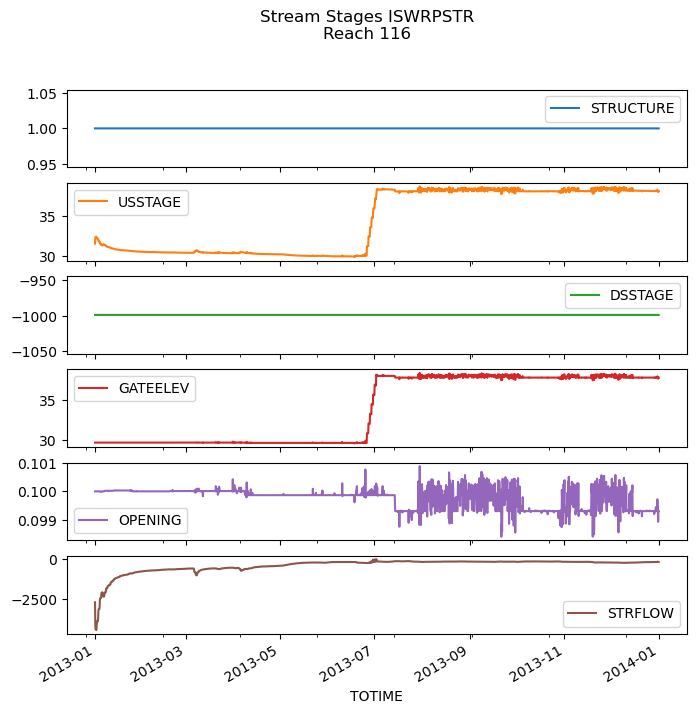 Stream Stages ISWRPSTR
Reach 116
1.05
STRUCTURE
1.00
0.95
USSTAGE
35
30
−950
DSSTAGE
−1000
−1050
GATEELEV
35
30
0.101
0.100
0.099
OPENING
0
−2500
STRFLOW
2013-01
2013-03
2013-05
2013-07
2013-09
2013-11
2014-01
TOTIME